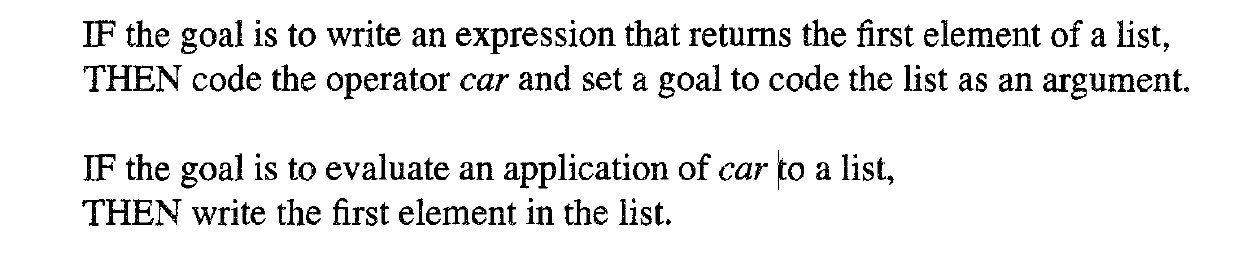 IF the goal is to write an expression that returns the first element of a list,
THEN code the operator car and set a goal to code the list as an argument.
IF the goal is to evaluate an application of car to a list,
THEN write the first element in the list.